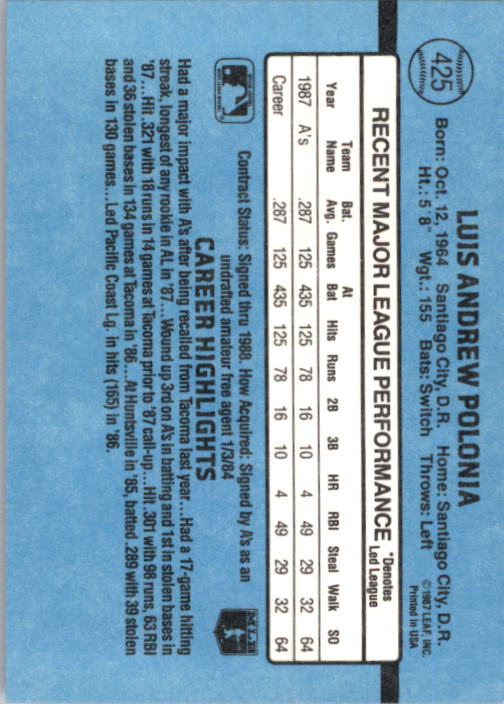 425
LUIS ANDREW POLONIA
Born: Oct. 12, 1964 Santiago City, D.R. Home: Santiago City, D.R.
Ht.: 5'8" Wgt.: 155 Bats: Switch Throws: Left
©1987 LEAF, INC.
Printed in USA
RECENT MAJOR LEAGUE PERFORMANCE
*Denotes
Led League
Year Team Name Bat. Avg. Games At Bat Hits Runs 2B 3B HR RBI Steal Walk SO
1987 A's .287 125 435 125 78 16 10 4 49 29 32 64
Career .287 125 435 125 78 16 10 4 49 29 32 64
Contract Status: Signed thru 1988. How Acquired: Signed by A's as an
undrafted amateur free agent 1/3/84
MLB
CAREER HIGHLIGHTS
Had a major impact with A's after being recalled from Tacoma last year...Had a 17-game hitting
streak, longest of any rookie in AL in '87...Wound up 3rd on A's in batting and 1st in stolen bases in
'87...Hit .321 with 18 runs in 14 games at Tacoma prior to '87 call-up...Hit .301 with 98 runs, 63 RBI
and 36 stolen bases in 134 games at Tacoma in '86...At Huntsville in '85, batted .289 with 39 stolen
bases in 130 games...Led Pacific Coast Lg. in hits (165) in '86.